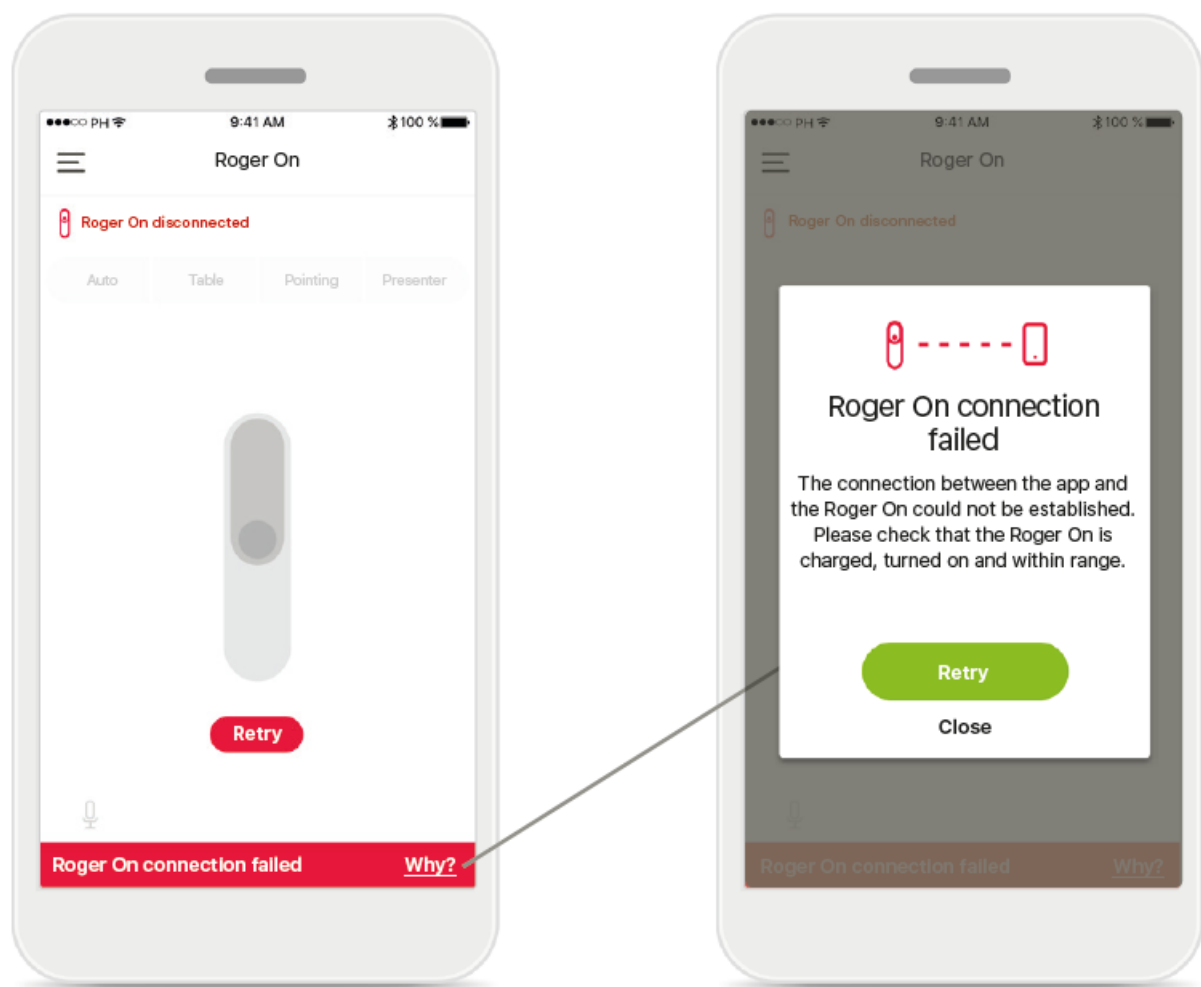 PH 9:41 AM 100 %
Roger On
Roger On disconnected
Auto Table Pointing Presenter
Retry
Roger On connection failed Why?
PH 9:41 AM 100 %
Roger On
Roger On disconnected
Roger On connection
failed
The connection between the app and
the Roger On could not be established.
Please check that the Roger On is
charged, turned on and within range.
Retry
Close
Roger On connection failed Why?